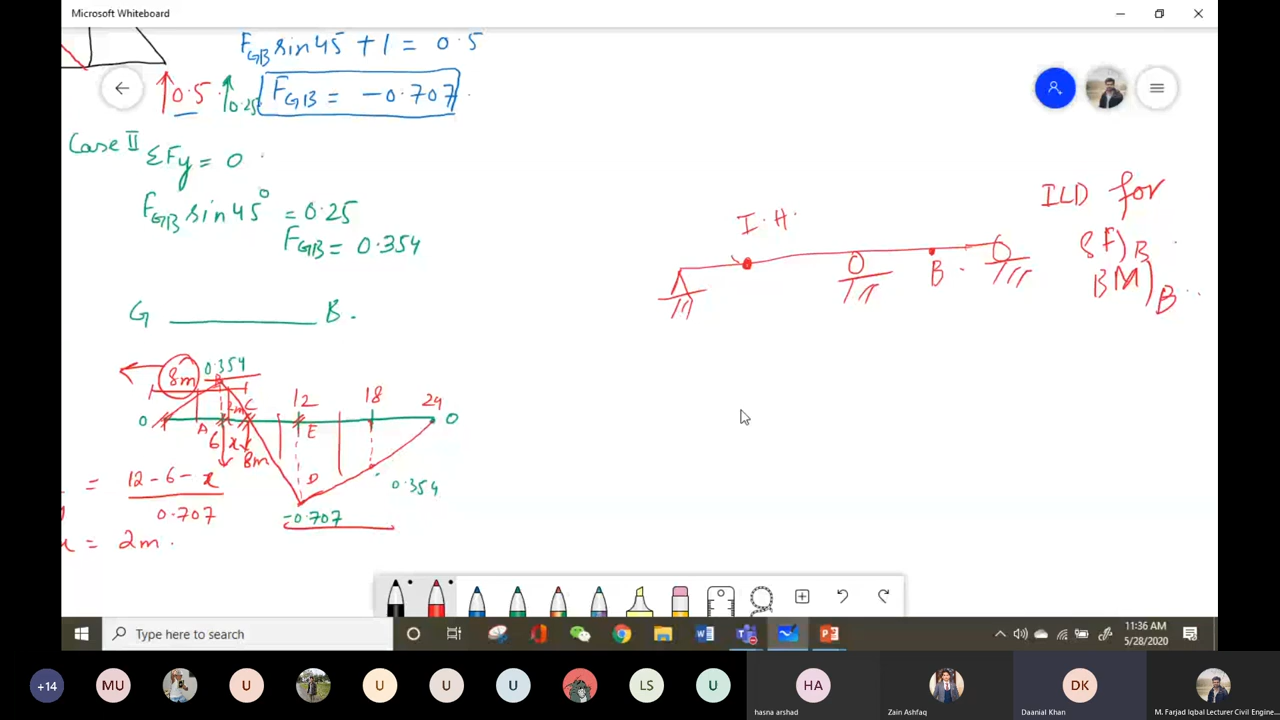 Microsoft Whiteboard
F_GB sin45 + 1 = 0.5
0.5 0.25 F_GB = -0.707
Case II ΣFy = 0
F_GB sin45° = 0.25
F_GB = 0.354
G B.
8m 0.354
12 18 24
0 A 2m C E 0
6 x 8m
D
0.354
-0.707
= 12-6-x
0.707
= 2m.
I.H.
B
ILD for
SF)B
BM)B
Type here to search
11:36 AM
5/28/2020
+14 MU U U U U LS U HA DK
hasna arshad Zain Ashfaq Daanial Khan M. Farjad Iqbal Lecturer Civil Engine...